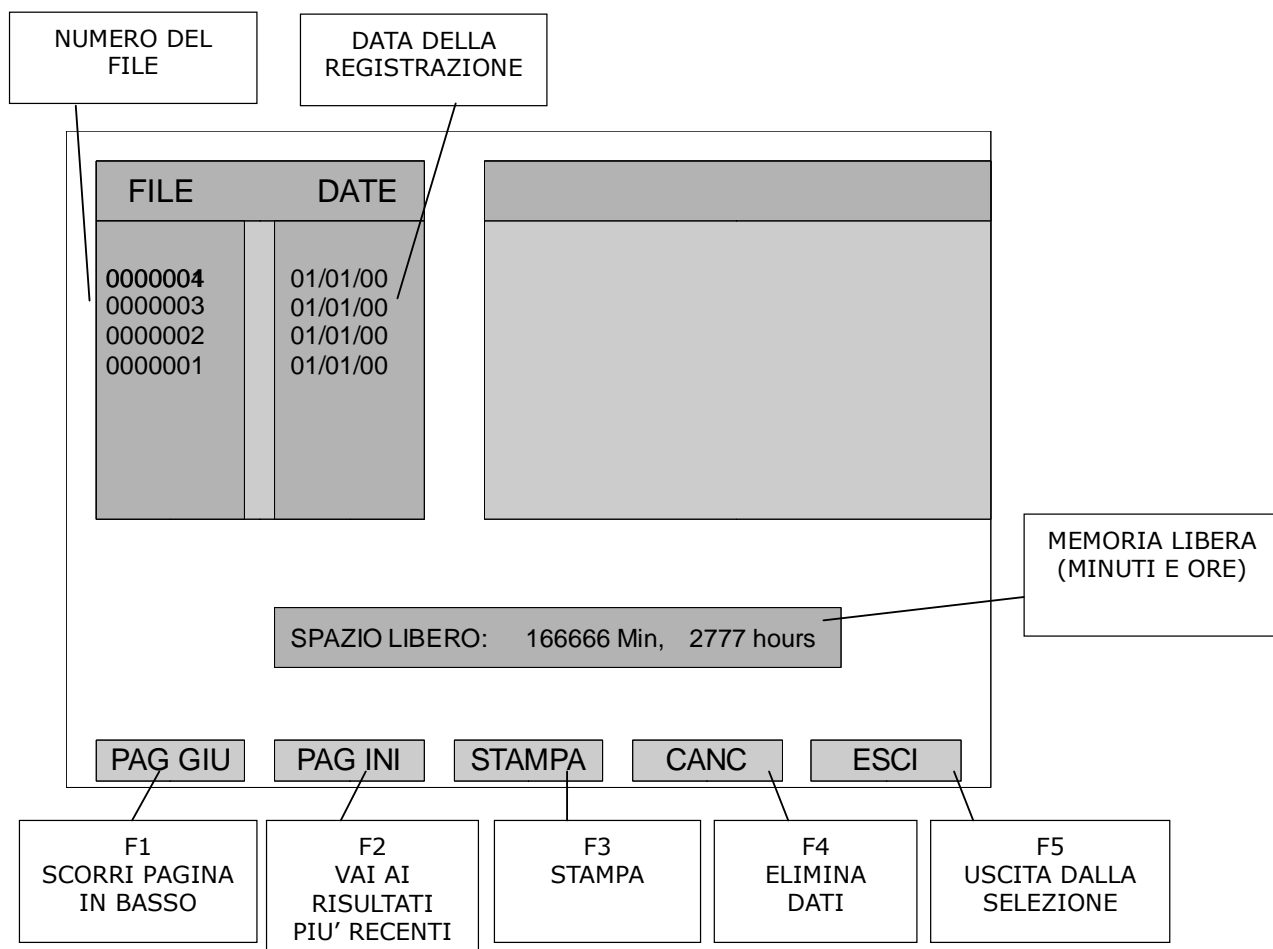 NUMERO DEL
FILE
DATA DELLA
REGISTRAZIONE
FILE DATE
0000004 01/01/00
0000003 01/01/00
0000002 01/01/00
0000001 01/01/00
MEMORIA LIBERA
(MINUTI E ORE)
SPAZIO LIBERO: 166666 Min, 2777 hours
PAG GIU PAG INI STAMPA CANC ESCI
F1
SCORRI PAGINA
IN BASSO
F2
VAI AI
RISULTATI
PIU’ RECENTI
F3
STAMPA
F4
ELIMINA
DATI
F5
USCITA DALLA
SELEZIONE